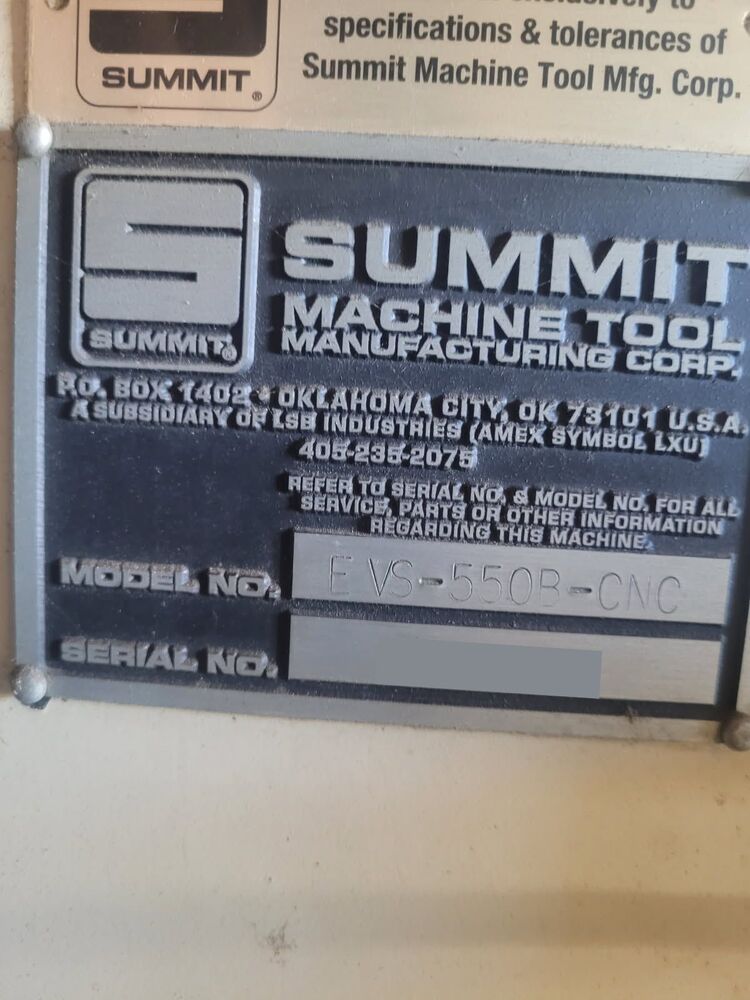 to
specifications & tolerances of
SUMMIT®
Summit Machine Tool Mfg. Corp.
SUMMIT®
SUMMIT
MACHINE TOOL
MANUFACTURING CORP.
P.O. BOX 1402 • OKLAHOMA CITY, OK 73101 U.S.A.
A SUBSIDIARY OF LSB INDUSTRIES (AMEX SYMBOL LXU)
405-235-2075
REFER TO SERIAL NO. & MODEL NO. FOR ALL
SERVICE, PARTS OR OTHER INFORMATION
REGARDING THIS MACHINE.
MODEL NO. E VS-550B-CNC
SERIAL NO.